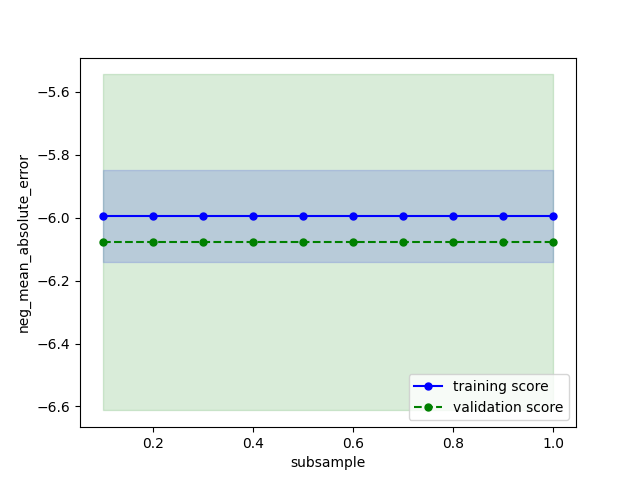 −5.6
−5.8
−6.0
−6.2
−6.4
−6.6
neg_mean_absolute_error
training score
validation score
0.2 0.4 0.6 0.8 1.0
subsample